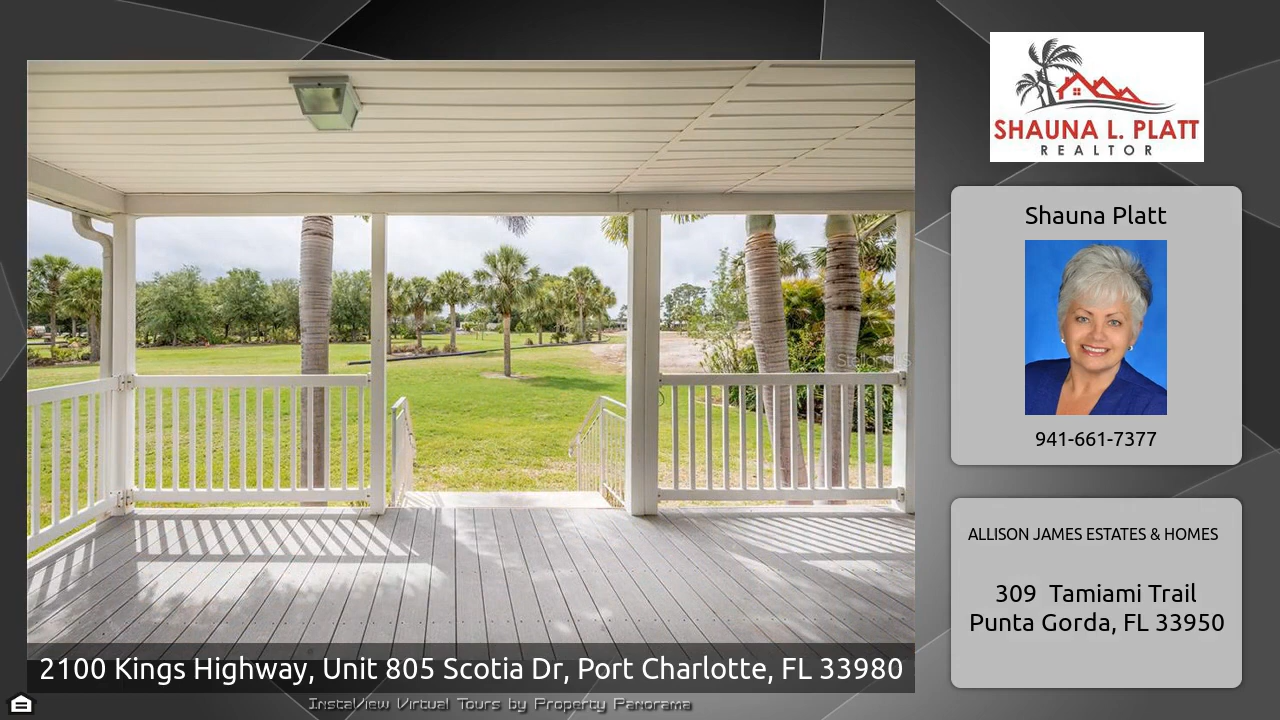 SHAUNA L. PLATT
REALTOR
Shauna Platt
941-661-7377
ALLISON JAMES ESTATES & HOMES
309 Tamiami Trail
Punta Gorda, FL 33950
StellarMLS
2100 Kings Highway, Unit 805 Scotia Dr, Port Charlotte, FL 33980
InstaView Virtual Tours by Property Panorama